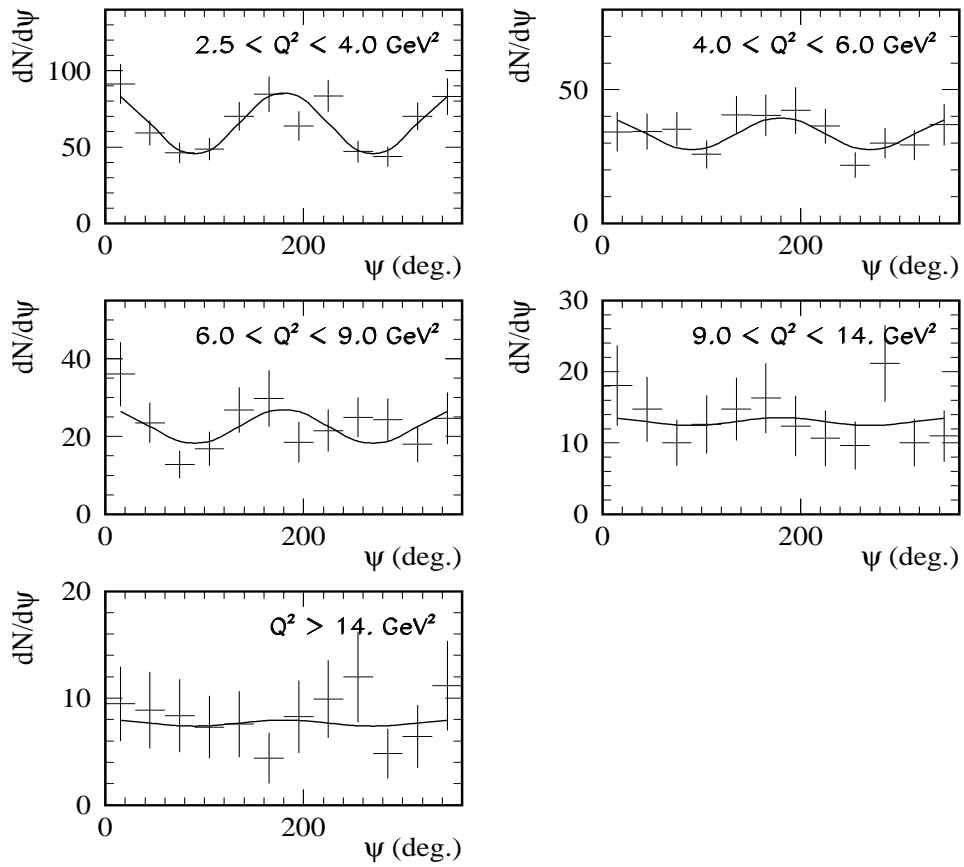 dN/dψ
2.5 < Q² < 4.0 GeV²
100
50
0
0
200
ψ (deg.)
dN/dψ
4.0 < Q² < 6.0 GeV²
50
0
0
200
ψ (deg.)
dN/dψ
6.0 < Q² < 9.0 GeV²
40
20
0
0
200
ψ (deg.)
dN/dψ
30
9.0 < Q² < 14. GeV²
20
10
0
0
200
ψ (deg.)
dN/dψ
20
Q² > 14. GeV²
10
0
0
200
ψ (deg.)